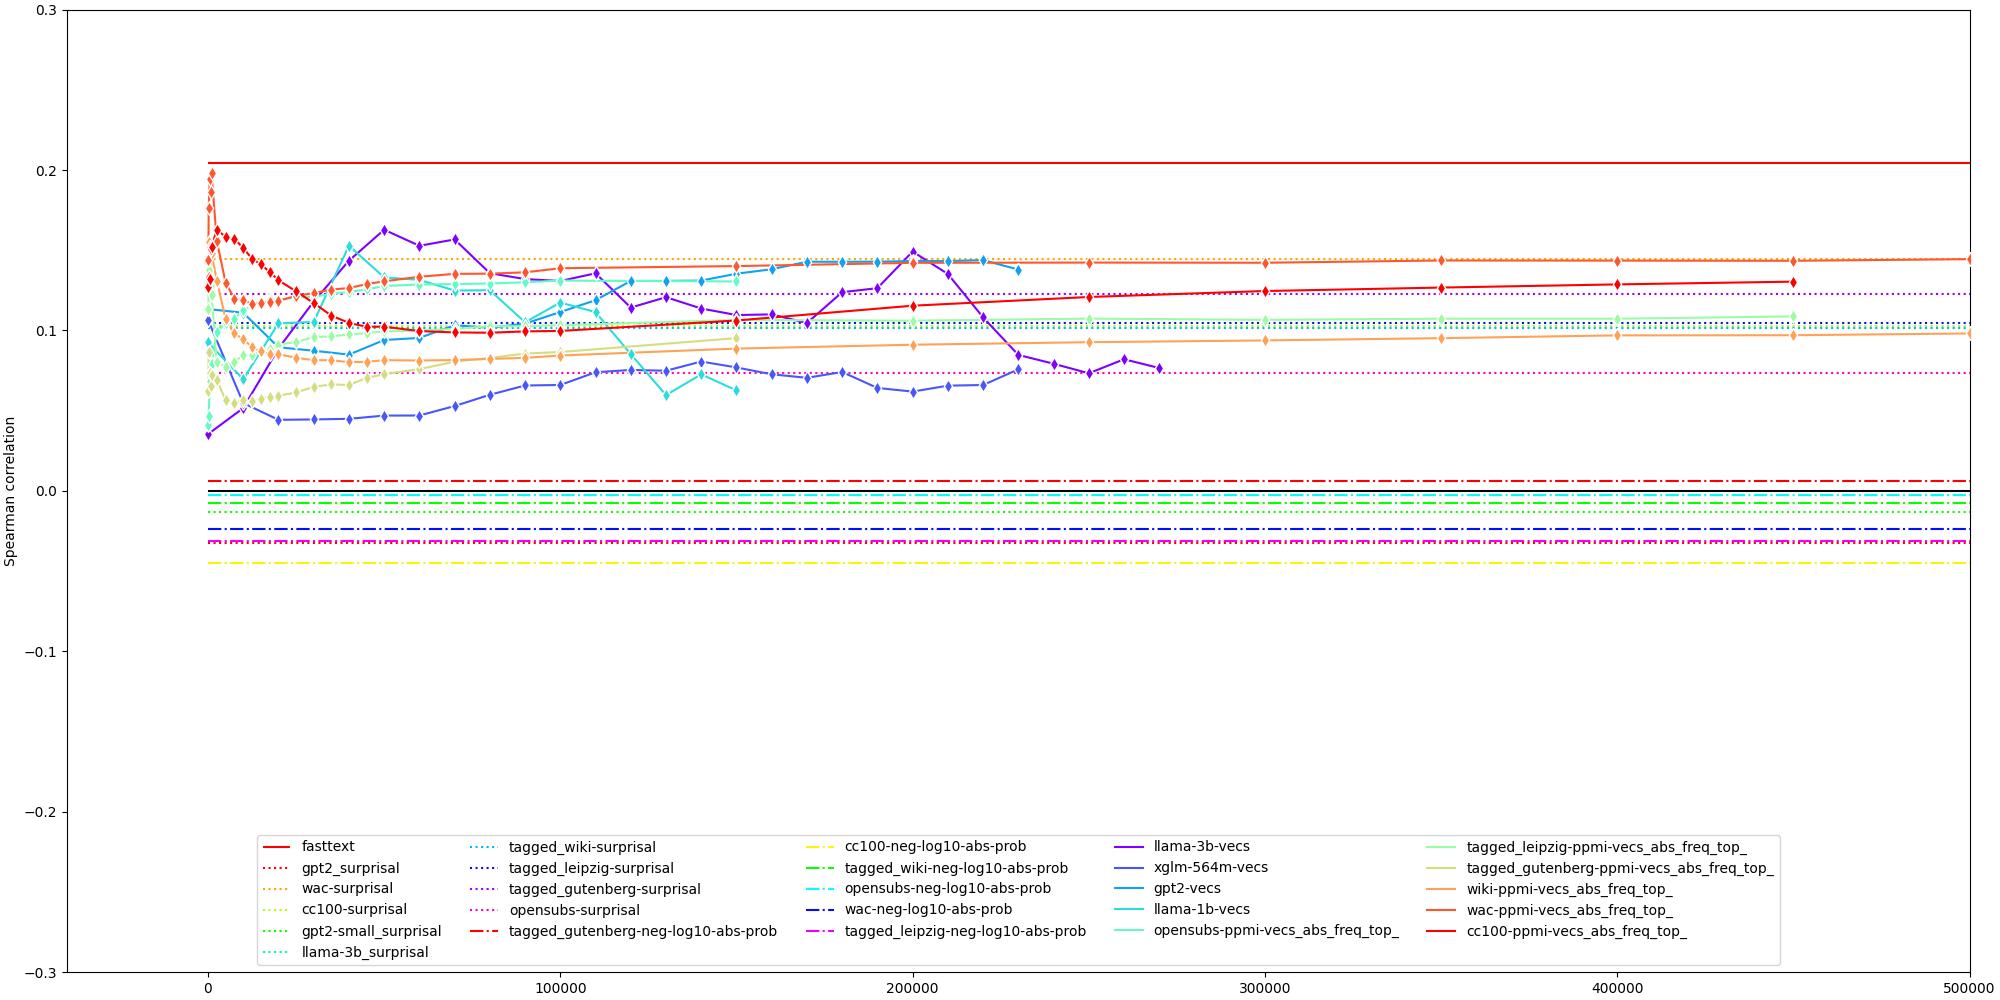 0.3
0.2
0.1
0.0
−0.1
−0.2
−0.3
Spearman correlation
fasttext
gpt2_surprisal
wac-surprisal
cc100-surprisal
gpt2-small_surprisal
llama-3b_surprisal
tagged_wiki-surprisal
tagged_leipzig-surprisal
tagged_gutenberg-surprisal
opensubs-surprisal
tagged_gutenberg-neg-log10-abs-prob
cc100-neg-log10-abs-prob
tagged_wiki-neg-log10-abs-prob
opensubs-neg-log10-abs-prob
wac-neg-log10-abs-prob
tagged_leipzig-neg-log10-abs-prob
llama-3b-vecs
xglm-564m-vecs
gpt2-vecs
llama-1b-vecs
opensubs-ppmi-vecs_abs_freq_top_
tagged_leipzig-ppmi-vecs_abs_freq_top_
tagged_gutenberg-ppmi-vecs_abs_freq_top_
wiki-ppmi-vecs_abs_freq_top_
wac-ppmi-vecs_abs_freq_top_
cc100-ppmi-vecs_abs_freq_top_
0 100000 200000 300000 400000 500000